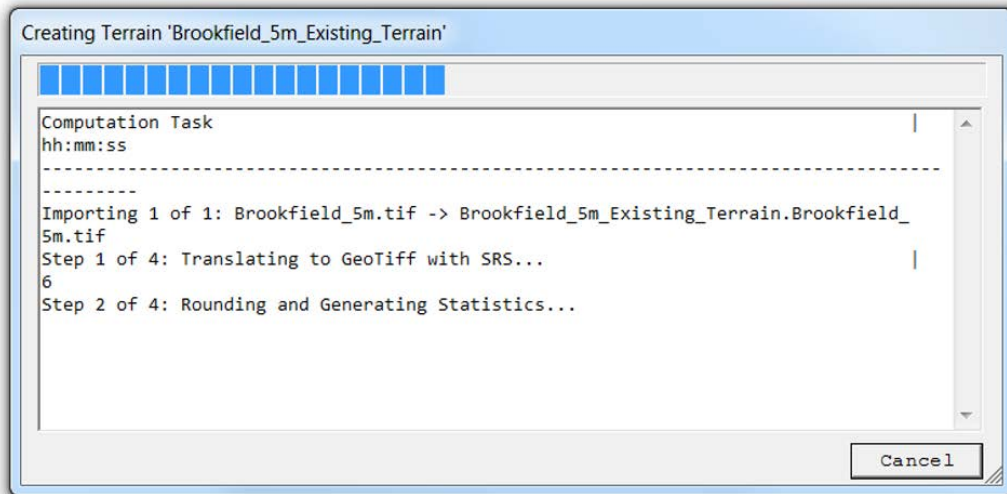 Creating Terrain 'Brookfield_5m_Existing_Terrain'
Computation Task |
hh:mm:ss
-------------------------------------------------------------------------------------
---------
Importing 1 of 1: Brookfield_5m.tif -> Brookfield_5m_Existing_Terrain.Brookfield_
5m.tif
Step 1 of 4: Translating to GeoTiff with SRS... |
6
Step 2 of 4: Rounding and Generating Statistics...
Cancel